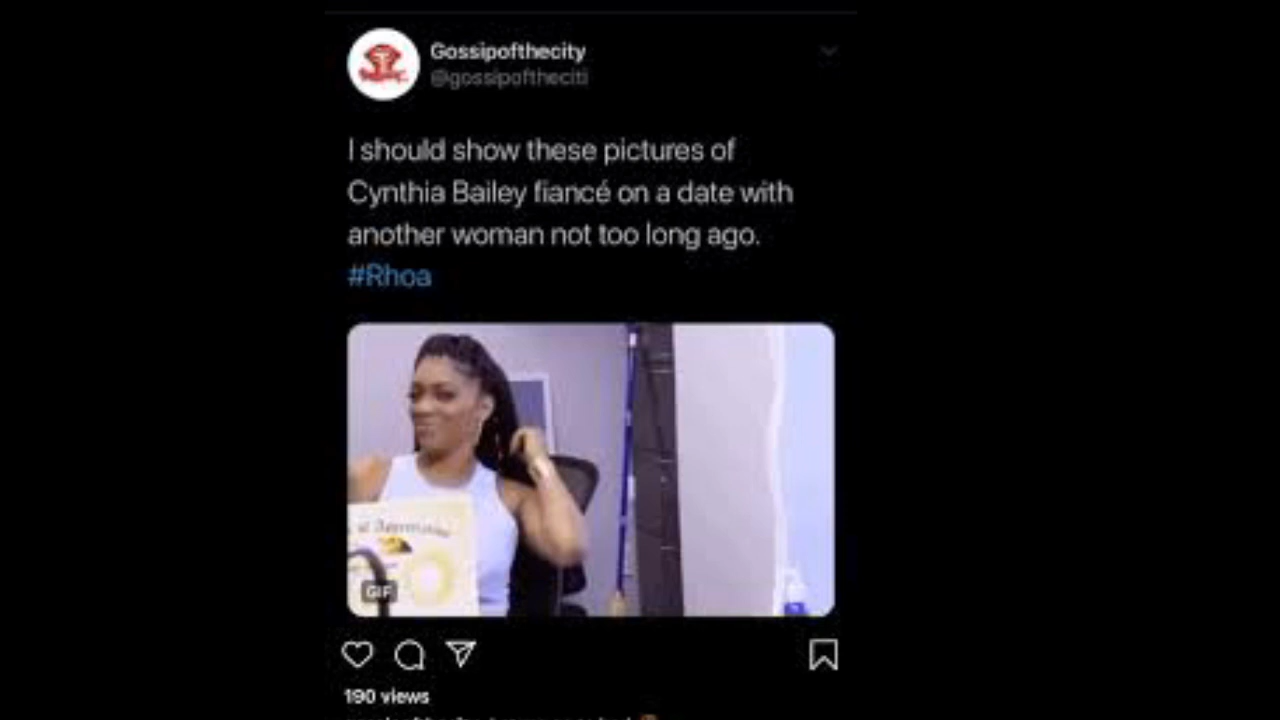 Gossipofthecity
@gossipoftheciti
I should show these pictures of
Cynthia Bailey fiancé on a date with
another woman not too long ago.
#Rhoa
GIF
190 views